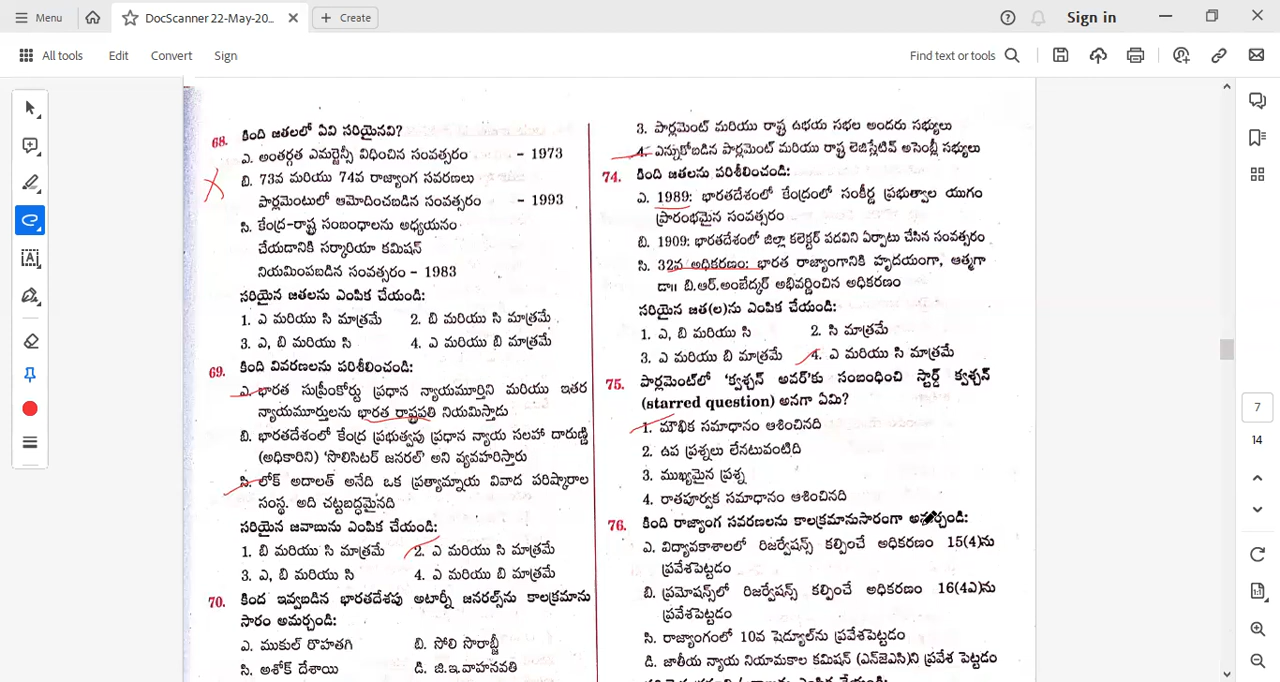 Menu
DocScanner 22-May-20...
Create
Sign in
All tools
Edit
Convert
Sign
Find text or tools
68. కింది జతలలో ఏవి సరియైనవి?
ఎ. అంతర్గత ఎమర్జెన్సీ విధించిన సంవత్సరం - 1973
బి. 73వ మరియు 74వ రాజ్యాంగ సవరణలు
పార్లమెంటులో ఆమోదించబడిన సంవత్సరం - 1993
సి. కేంద్ర-రాష్ట్ర సంబంధాలను అధ్యయనం
చేయడానికి సర్కారియా కమిషన్
నియమింపబడిన సంవత్సరం - 1983
సరియైన జతలను ఎంపిక చేయండి:
1. ఎ మరియు సి మాత్రమే 2. బి మరియు సి మాత్రమే
3. ఎ, బి మరియు సి 4. ఎ మరియు బి మాత్రమే
69. కింది వివరణలను పరిశీలించండి:
ఎ. భారత సుప్రీంకోర్టు ప్రధాన న్యాయమూర్తిని మరియు ఇతర
న్యాయమూర్తులను భారత రాష్ట్రపతి నియమిస్తాడు
బి. భారతదేశంలో కేంద్ర ప్రభుత్వపు ప్రధాన న్యాయ సలహా దారుణ్ణి
(అధికారిని) 'సొలిసిటర్ జనరల్' అని వ్యవహరిస్తారు
సి. లోక్ అదాలత్ అనేది ఒక ప్రత్యామ్నాయ వివాద పరిష్కారాల
సంస్థ. అది చట్టబద్ధమైనది
సరియైన జవాబును ఎంపిక చేయండి:
1. బి మరియు సి మాత్రమే 2. ఎ మరియు సి మాత్రమే
3. ఎ, బి మరియు సి 4. ఎ మరియు బి మాత్రమే
70. కింద ఇవ్వబడిన భారతదేశపు అటార్నీ జనరల్స్‌ను కాలక్రమాను
సారం అమర్చండి:
ఎ. ముకుల్ రొహతగి బి. సోలి సొరాబ్జీ
సి. అశోక్ దేశాయి డి. జి.ఇ.వాహనవతి
3. పార్లమెంట్ మరియు రాష్ట్ర ఉభయ సభల అందరు సభ్యులు
4. ఎన్నుకోబడిన పార్లమెంట్ మరియు రాష్ట్ర లెజిస్లేటివ్ అసెంబ్లీ సభ్యులు
74. కింది జతలను పరిశీలించండి:
ఎ. 1989: భారతదేశంలో కేంద్రంలో సంకీర్ణ ప్రభుత్వాల యుగం
ప్రారంభమైన సంవత్సరం
బి. 1909: భారతదేశంలో జిల్లా కలెక్టర్ పదవిని ఏర్పాటు చేసిన సంవత్సరం
సి. 32వ అధికరణం: భారత రాజ్యాంగానికి హృదయంగా, ఆత్మగా
డా॥ బి.ఆర్.అంబేద్కర్ అభివర్ణించిన అధికరణం
సరియైన జత(ల)ను ఎంపిక చేయండి:
1. ఎ, బి మరియు సి 2. సి మాత్రమే
3. ఎ మరియు బి మాత్రమే 4. ఎ మరియు సి మాత్రమే
75. పార్లమెంట్‌లో 'క్వశ్చన్ అవర్'కు సంబంధించి స్టార్డ్ క్వశ్చన్
(starred question) అనగా ఏమి?
1. మౌఖిక సమాధానం ఆశించినది
2. ఉప ప్రశ్నలు లేనటువంటిది
3. ముఖ్యమైన ప్రశ్న
4. రాతపూర్వక సమాధానం ఆశించినది
76. కింది రాజ్యాంగ సవరణలను కాలక్రమానుసారంగా అమర్చండి:
ఎ. విద్యావకాశాలలో రిజర్వేషన్స్ కల్పించే అధికరణం 15(4)ను
ప్రవేశపెట్టడం
బి. ప్రమోషన్స్‌లో రిజర్వేషన్స్ కల్పించే అధికరణం 16(4ఎ)ను
ప్రవేశపెట్టడం
సి. రాజ్యాంగంలో 10వ షెడ్యూల్‌ను ప్రవేశపెట్టడం
డి. జాతీయ న్యాయ నియామకాల కమిషన్ (ఎన్‌జెఎసి)ని ప్రవేశ పెట్టడం
7
14